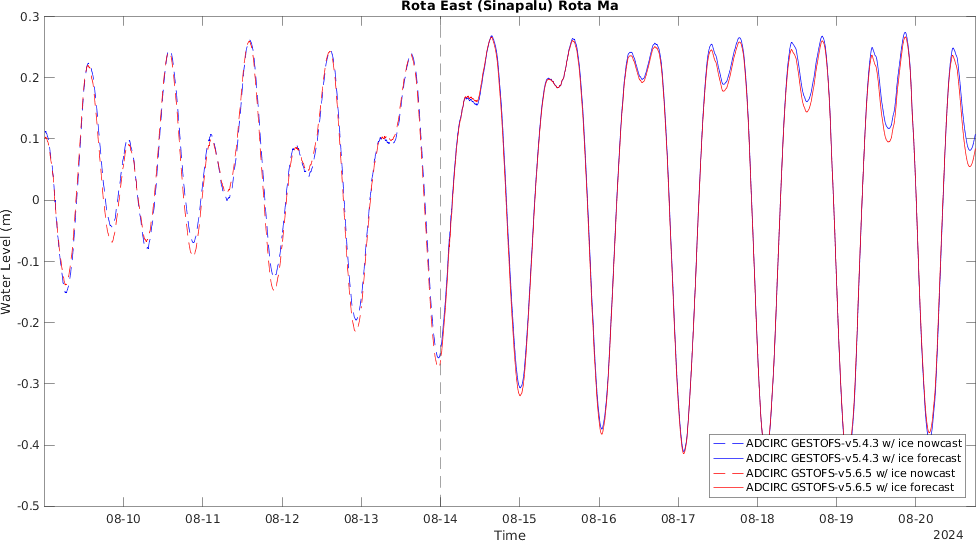 Rota East (Sinapalu) Rota Ma
0.3
0.2
0.1
0
-0.1
-0.2
-0.3
-0.4
-0.5
Water Level (m)
08-10 08-11 08-12 08-13 08-14 08-15 08-16 08-17 08-18 08-19 08-20
Time
2024
ADCIRC GESTOFS-v5.4.3 w/ ice nowcast
ADCIRC GESTOFS-v5.4.3 w/ ice forecast
ADCIRC GSTOFS-v5.6.5 w/ ice nowcast
ADCIRC GSTOFS-v5.6.5 w/ ice forecast